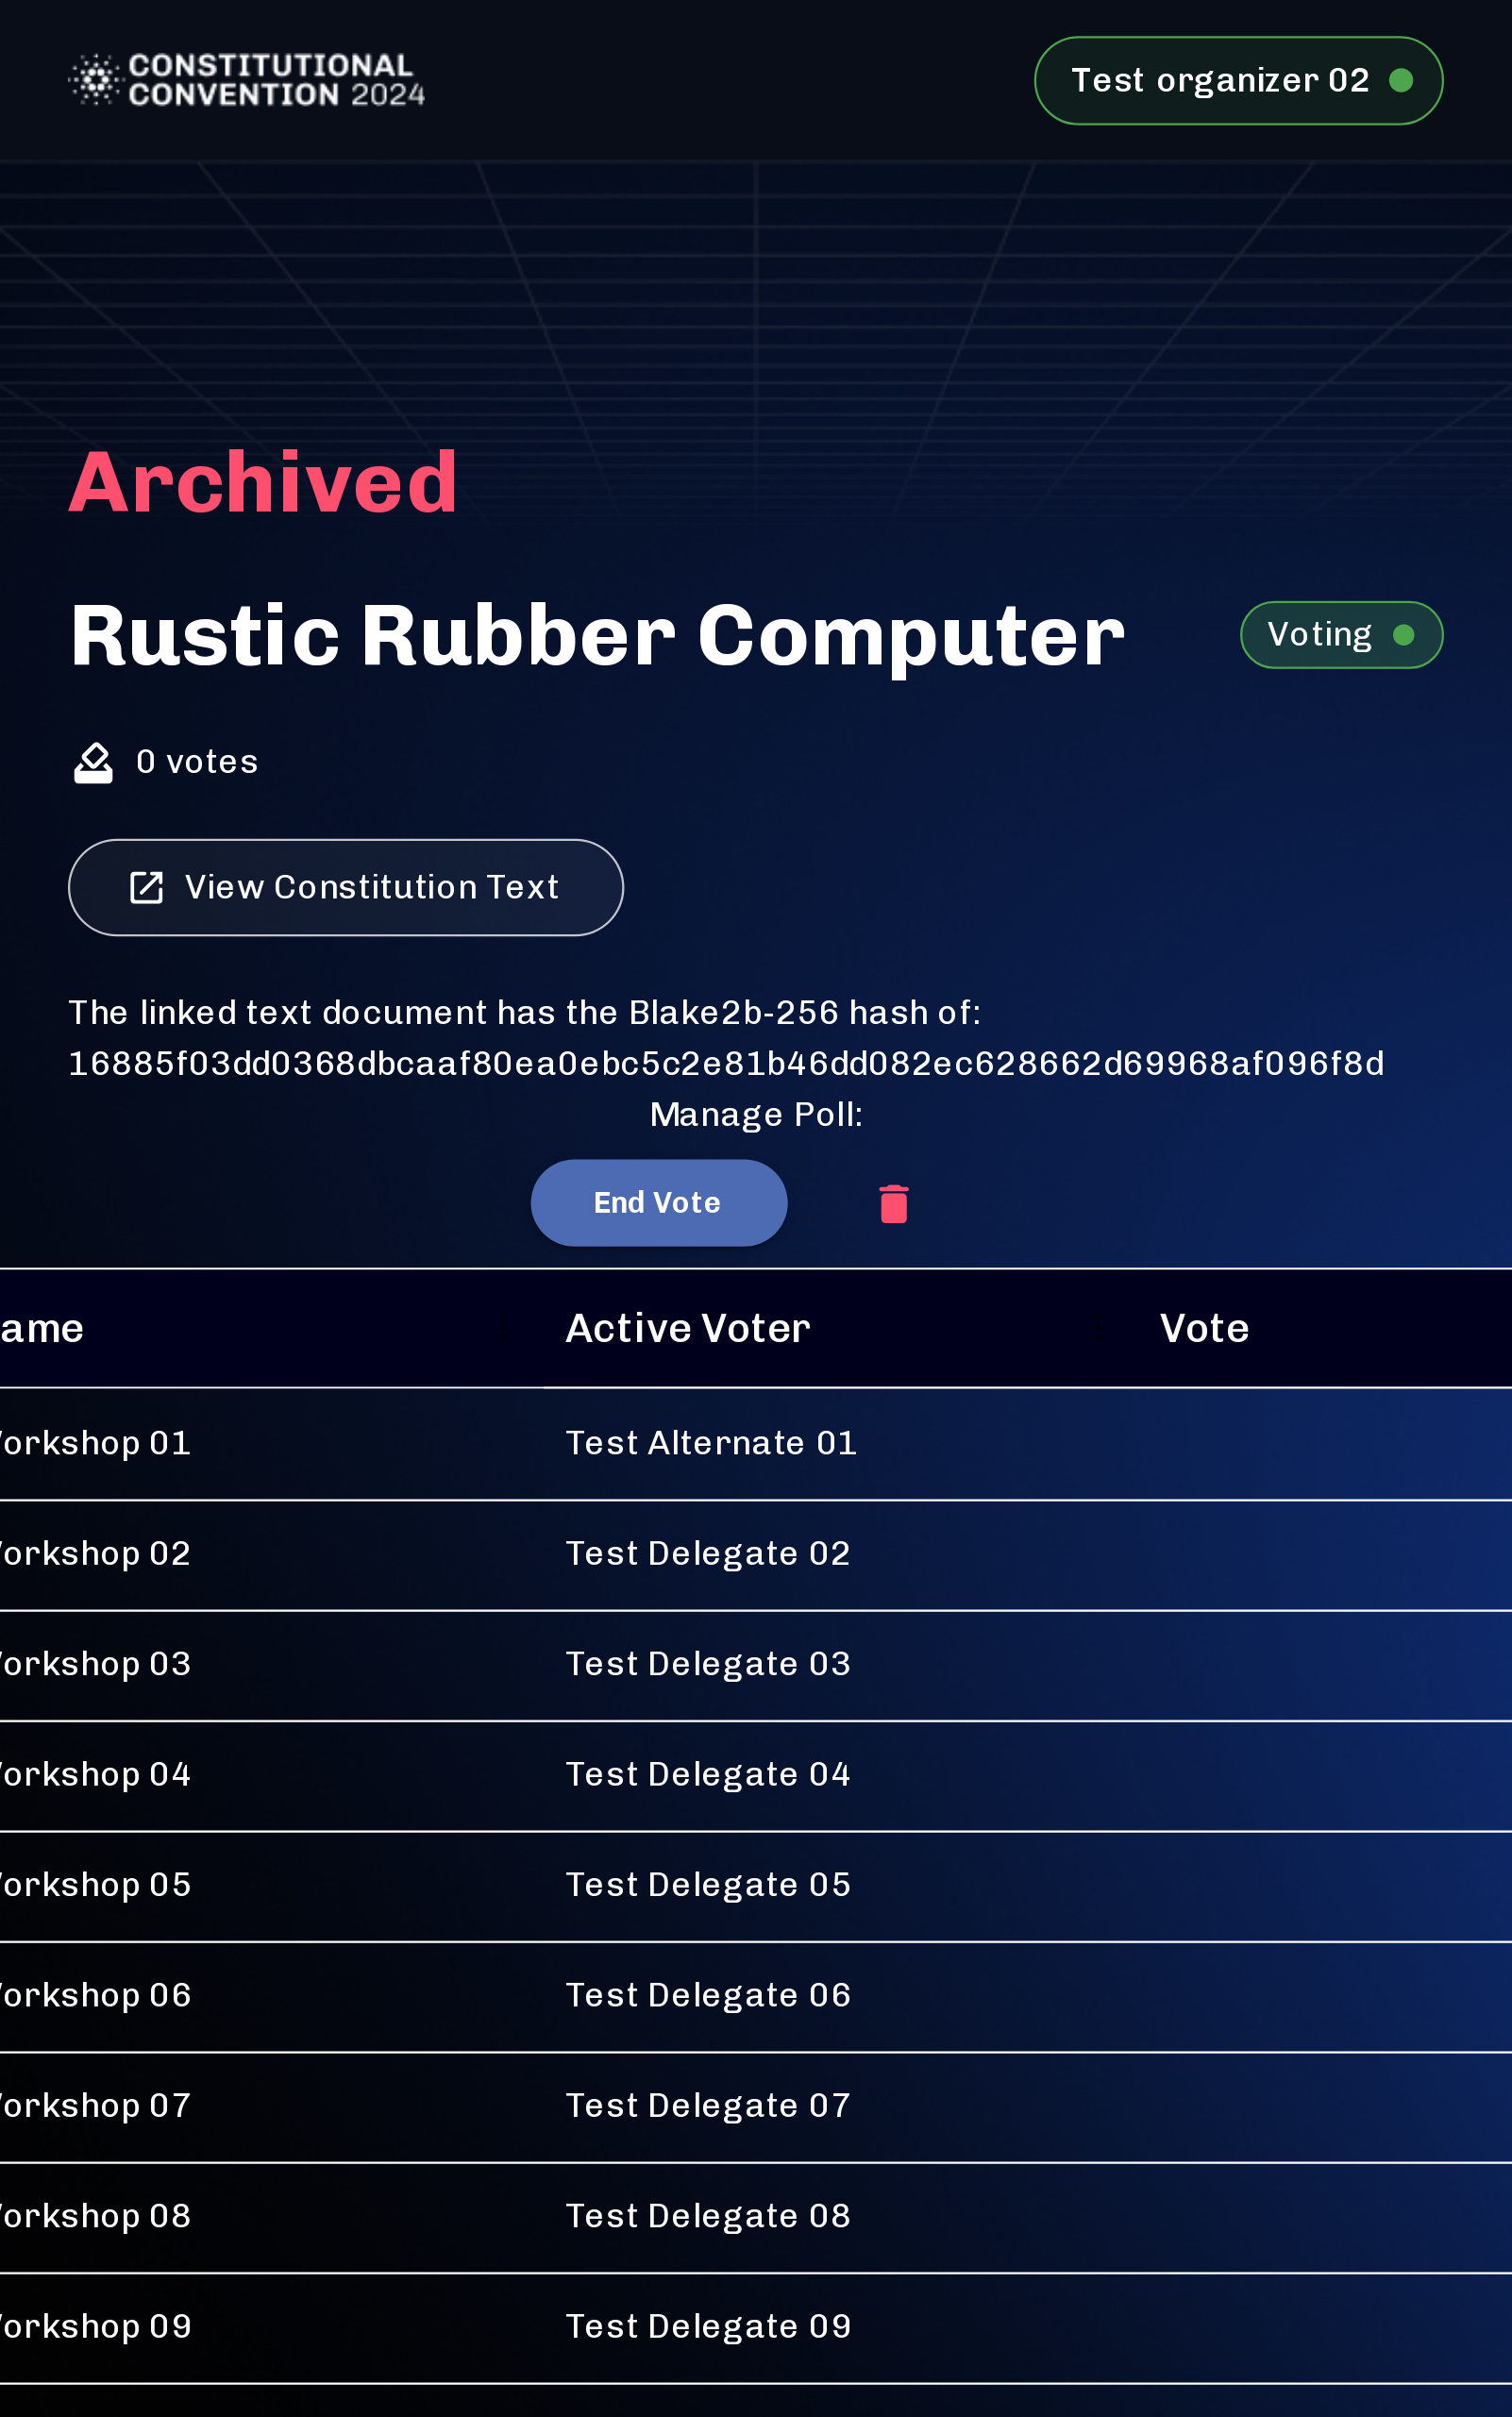 CONSTITUTIONAL
CONVENTION 2024
Test organizer 02
Archived
Rustic Rubber Computer
Voting
0 votes
View Constitution Text
The linked text document has the Blake2b-256 hash of:
16885f03dd0368dbcaaf80ea0ebc5c2e81b46dd082ec628662d69968af096f8d
Manage Poll:
End Vote
ame Active Voter Vote
orkshop 01 Test Alternate 01
orkshop 02 Test Delegate 02
orkshop 03 Test Delegate 03
orkshop 04 Test Delegate 04
orkshop 05 Test Delegate 05
orkshop 06 Test Delegate 06
orkshop 07 Test Delegate 07
orkshop 08 Test Delegate 08
orkshop 09 Test Delegate 09